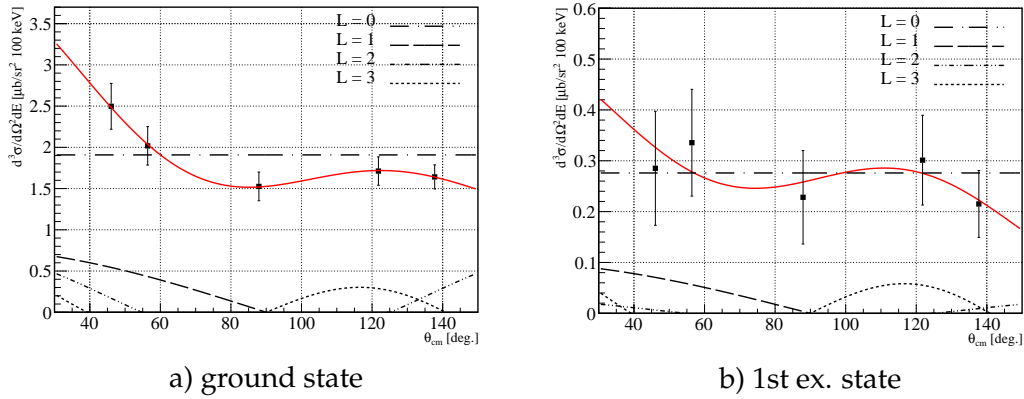 d³σ/dΩ²dE [μb/sr² 100 keV]
3.5
3
2.5
2
1.5
1
0.5
0
L = 0
L = 1
L = 2
L = 3
40 60 80 100 120 140
θcm [deg.]
a) ground state
d³σ/dΩ²dE [μb/sr² 100 keV]
0.6
0.5
0.4
0.3
0.2
0.1
0
L = 0
L = 1
L = 2
L = 3
40 60 80 100 120 140
θcm [deg.]
b) 1st ex. state